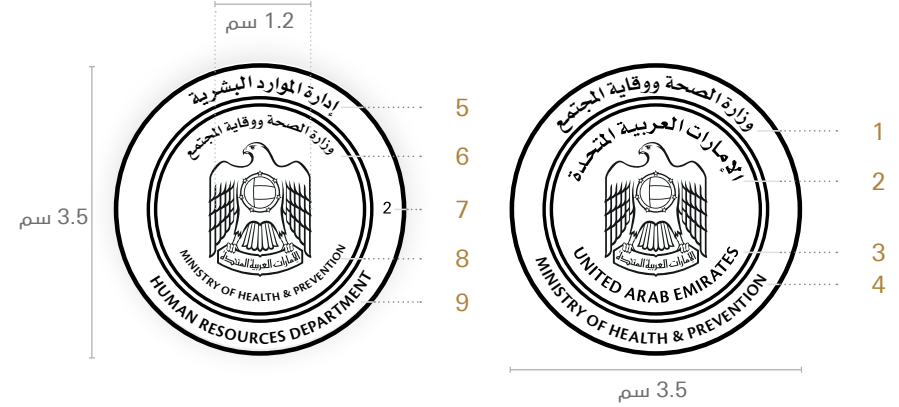 1.2 سم
3.5 سم
إدارة الموارد البشرية
وزارة الصحة ووقاية المجتمع
2
الإمارات العربية المتحدة
MINISTRY OF HEALTH & PREVENTION
HUMAN RESOURCES DEPARTMENT
5
6
7
8
9
وزارة الصحة ووقاية المجتمع
الإمارات العربية المتحدة
الإمارات العربية المتحدة
UNITED ARAB EMIRATES
MINISTRY OF HEALTH & PREVENTION
1
2
3
4
3.5 سم